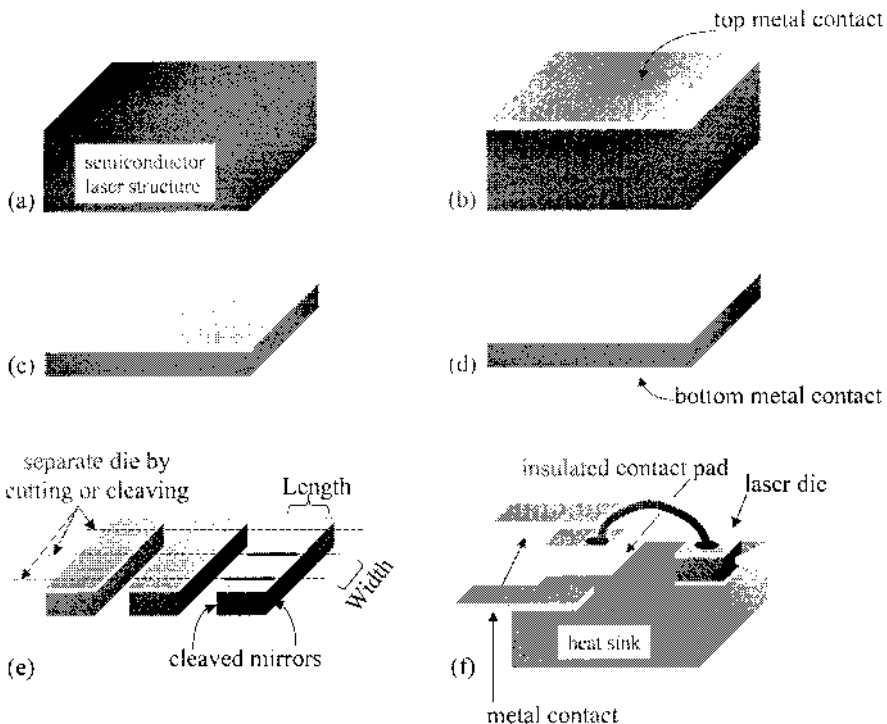 top metal contact
semiconductor
laser structure
(a)
(b)
(c)
(d)
bottom metal contact
separate die by
cutting or cleaving
Length
Width
cleaved mirrors
(e)
insulated contact pad
laser die
heat sink
(f)
metal contact